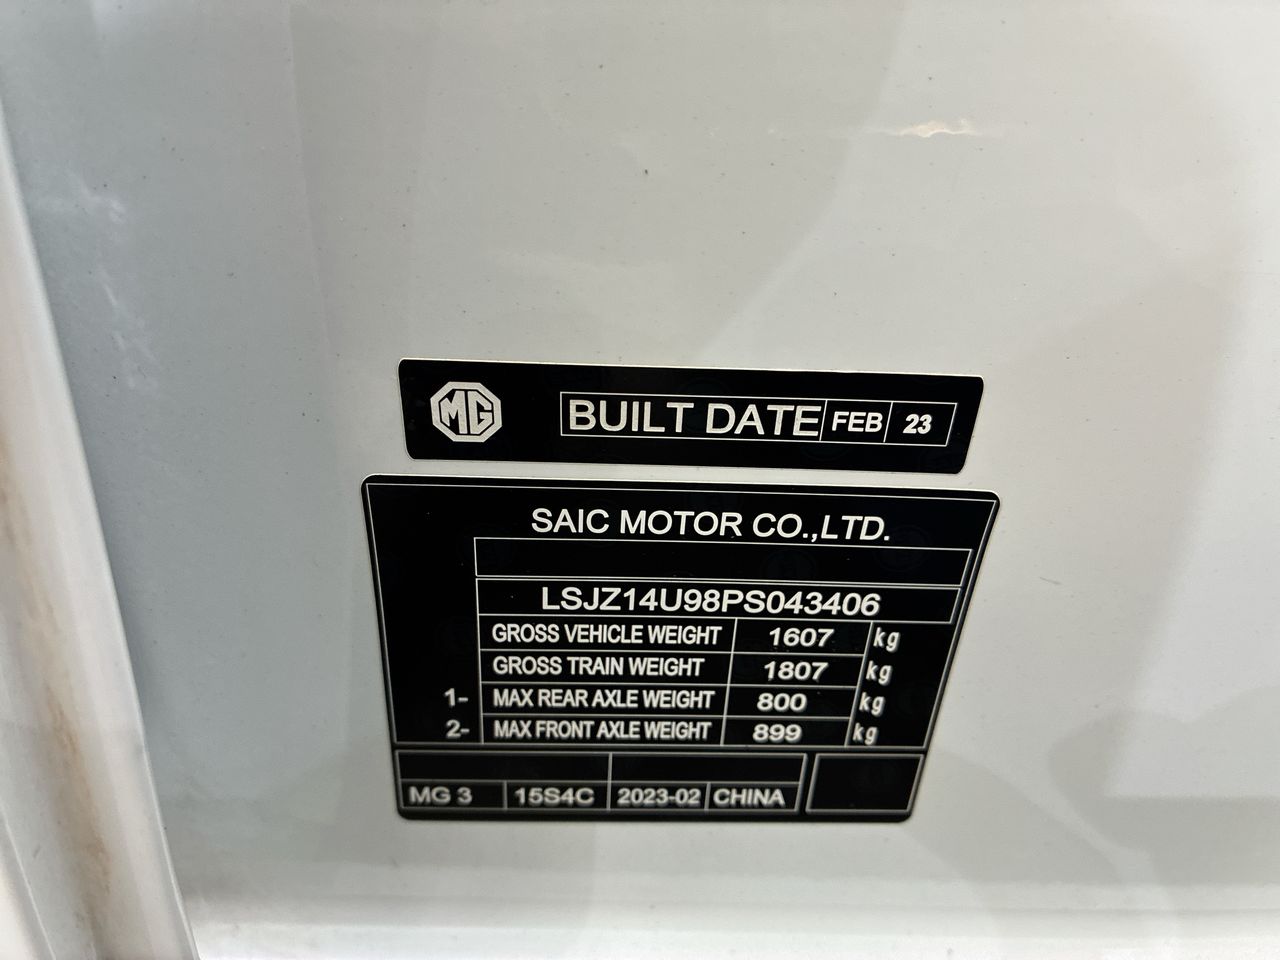 MG BUILT DATE FEB 23
SAIC MOTOR CO.,LTD.
LSJZ14U98PS043406
GROSS VEHICLE WEIGHT 1607 kg
GROSS TRAIN WEIGHT 1807 kg
1- MAX REAR AXLE WEIGHT 800 kg
2- MAX FRONT AXLE WEIGHT 899 kg
MG 3 15S4C 2023-02 CHINA